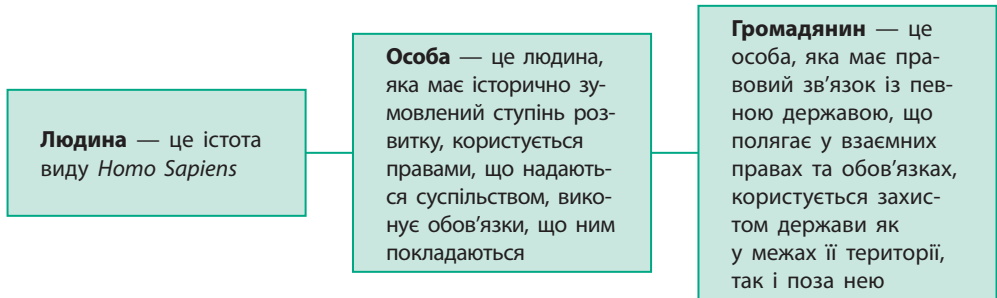 Людина — це істота
виду Homo Sapiens
Особа — це людина,
яка має історично зу-
мовлений ступінь роз-
витку, користується
правами, що надають-
ся суспільством, вико-
нує обов'язки, що ним
покладаються
Громадянин — це
особа, яка має пра-
вовий зв'язок із пев-
ною державою, що
полягає у взаємних
правах та обов'язках,
користується захис-
том держави як
у межах її території,
так і поза нею